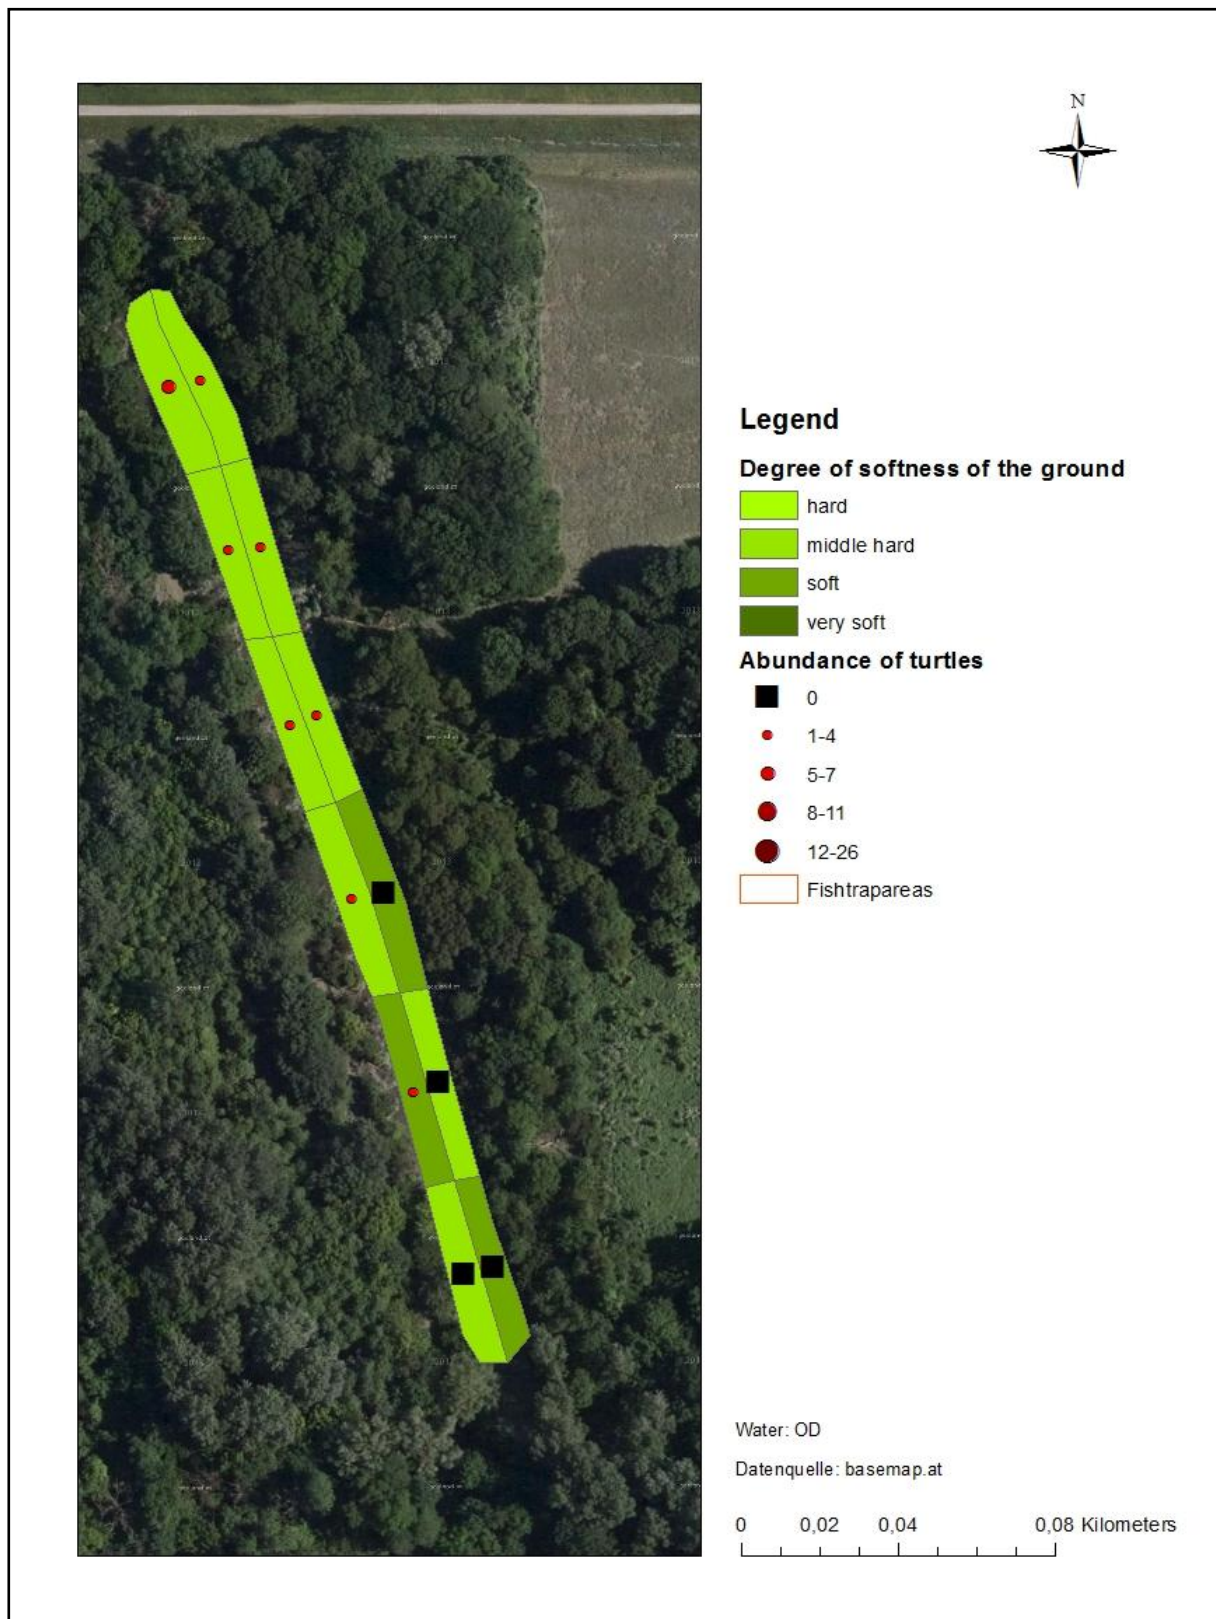 N
Legend
Degree of softness of the ground
hard
middle hard
soft
very soft
Abundance of turtles
0
1-4
5-7
8-11
12-26
Fishtrapareas
Water: OD
Datenquelle: basemap.at
0 0,02 0,04 0,08 Kilometers